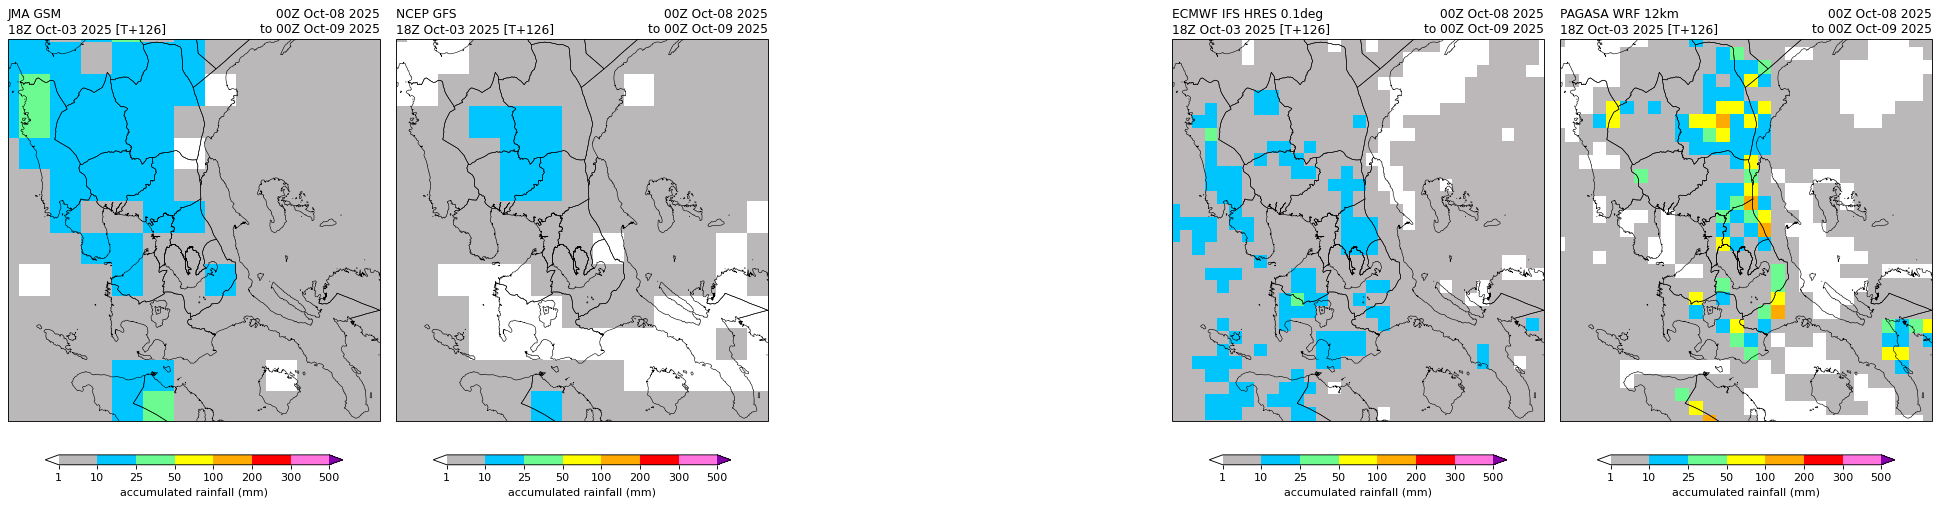 JMA GSM 00Z Oct-08 2025
18Z Oct-03 2025 [T+126] to 00Z Oct-09 2025
1 10 25 50 100 200 300 500
accumulated rainfall (mm)
NCEP GFS 00Z Oct-08 2025
18Z Oct-03 2025 [T+126] to 00Z Oct-09 2025
1 10 25 50 100 200 300 500
accumulated rainfall (mm)
ECMWF IFS HRES 0.1deg 00Z Oct-08 2025
18Z Oct-03 2025 [T+126] to 00Z Oct-09 2025
1 10 25 50 100 200 300 500
accumulated rainfall (mm)
PAGASA WRF 12km 00Z Oct-08 2025
18Z Oct-03 2025 [T+126] to 00Z Oct-09 2025
1 10 25 50 100 200 300 500
accumulated rainfall (mm)